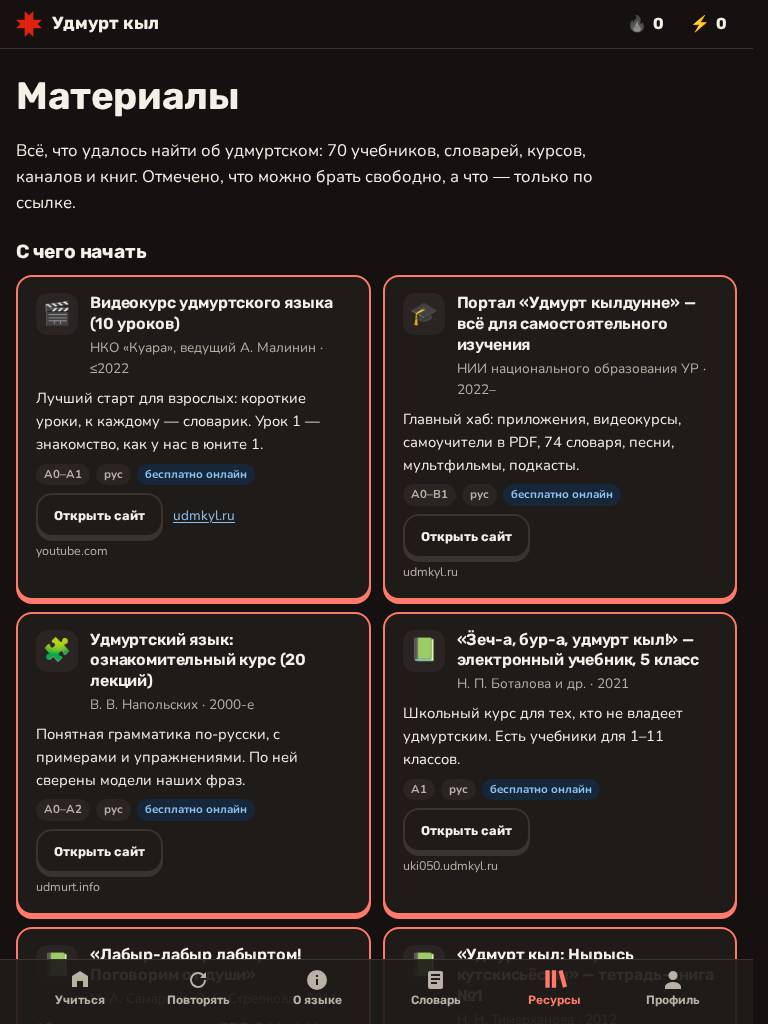 Удмурт кыл
0
0
Материалы
Всё, что удалось найти об удмуртском: 70 учебников, словарей, курсов,
каналов и книг. Отмечено, что можно брать свободно, а что — только по
ссылке.
С чего начать
Видеокурс удмуртского языка
(10 уроков)
НКО «Куара», ведущий А. Малинин ·
≤2022
Лучший старт для взрослых: короткие
уроки, к каждому — словарик. Урок 1 —
знакомство, как у нас в юните 1.
A0–A1 рус бесплатно онлайн
Открыть сайт udmkyl.ru
youtube.com
Портал «Удмурт кылдунне» —
всё для самостоятельного
изучения
НИИ национального образования УР ·
2022–
Главный хаб: приложения, видеокурсы,
самоучители в PDF, 74 словаря, песни,
мультфильмы, подкасты.
A0–B1 рус бесплатно онлайн
Открыть сайт
udmkyl.ru
Удмуртский язык:
ознакомительный курс (20
лекций)
В. В. Напольских · 2000-е
Понятная грамматика по-русски, с
примерами и упражнениями. По ней
сверены модели наших фраз.
A0–A2 рус бесплатно онлайн
Открыть сайт
udmurt.info
«Ӟеч-а, бур-а, удмурт кыл!» —
электронный учебник, 5 класс
Н. П. Боталова и др. · 2021
Школьный курс для тех, кто не владеет
удмуртским. Есть учебники для 1–11
классов.
A1 рус бесплатно онлайн
Открыть сайт
uki050.udmkyl.ru
«Лабыр-лабыр лабыртом!
Поговорим от души»
«Удмурт кыл: Нырысь
№1
Учиться
Повторять
О языке
Словарь
Ресурсы
Профиль